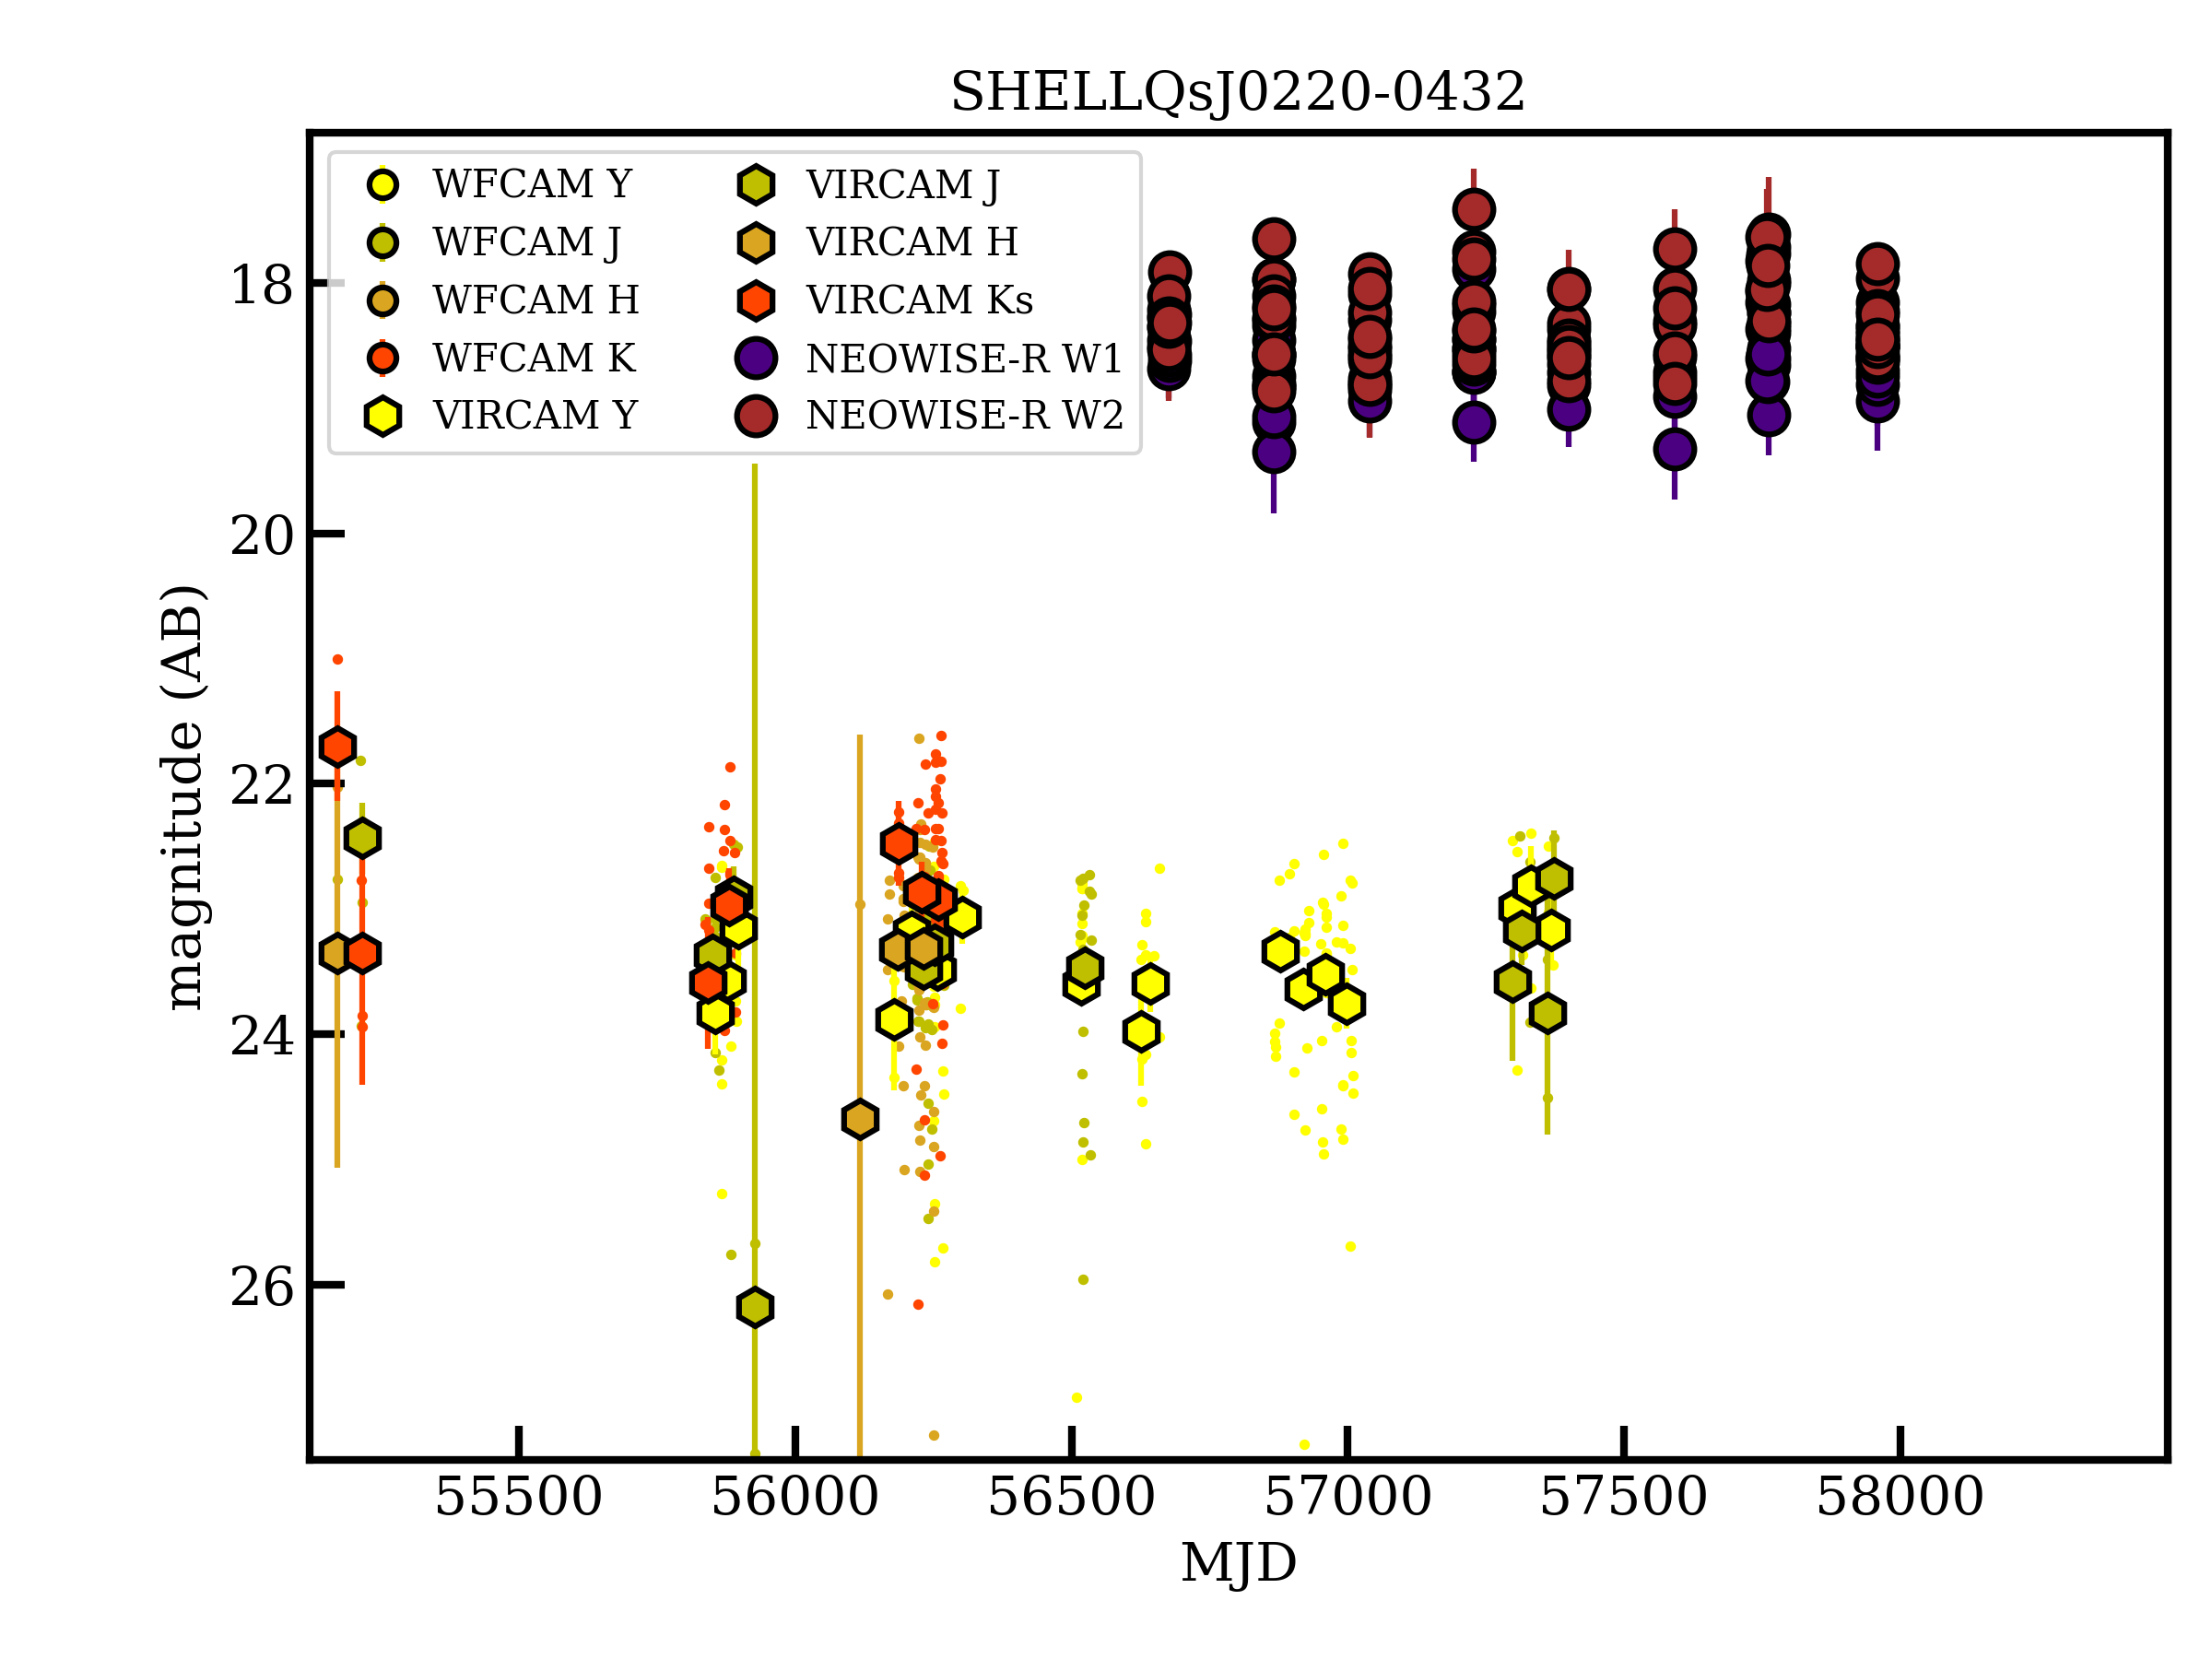 SHELLQsJ0220-0432
WFCAM Y
WFCAM J
WFCAM H
WFCAM K
VIRCAM Y
VIRCAM J
VIRCAM H
VIRCAM Ks
NEOWISE-R W1
NEOWISE-R W2
magnitude (AB)
18
20
22
24
26
55500 56000 56500 57000 57500 58000
MJD